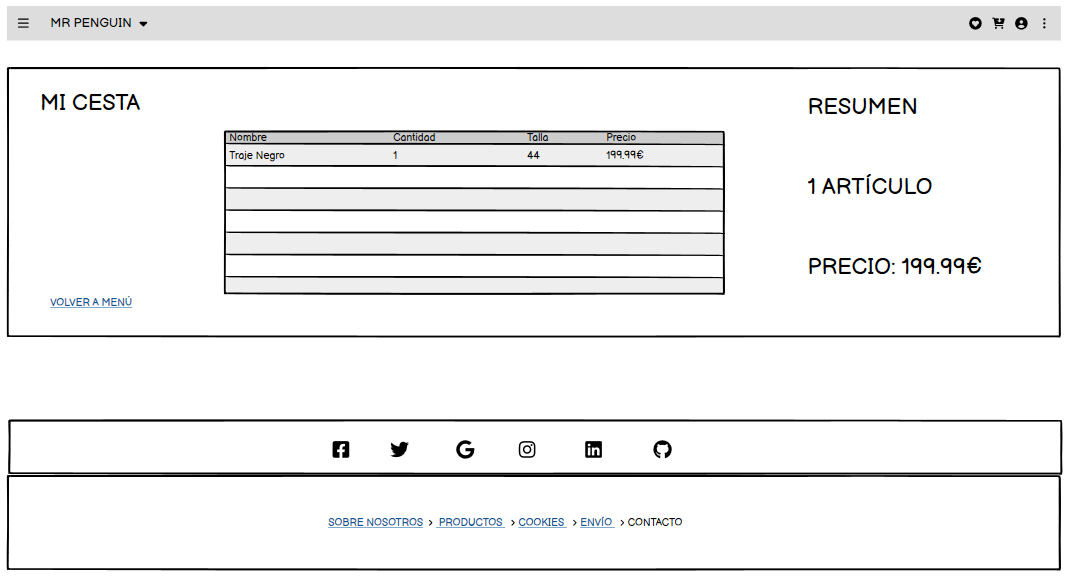 MR PENGUIN
MI CESTA
RESUMEN
Nombre Cantidad Talla Precio
Traje Negro 1 44 199.99€
1 ARTÍCULO
PRECIO: 199.99€
VOLVER A MENÚ
SOBRE NOSOTROS > PRODUCTOS > COOKIES > ENVÍO > CONTACTO